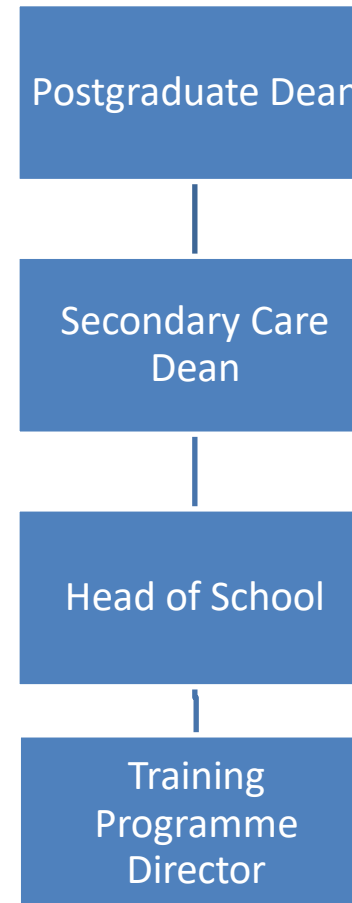 Postgraduate Dean
Secondary Care
Dean
Head of School
Training
Programme
Director